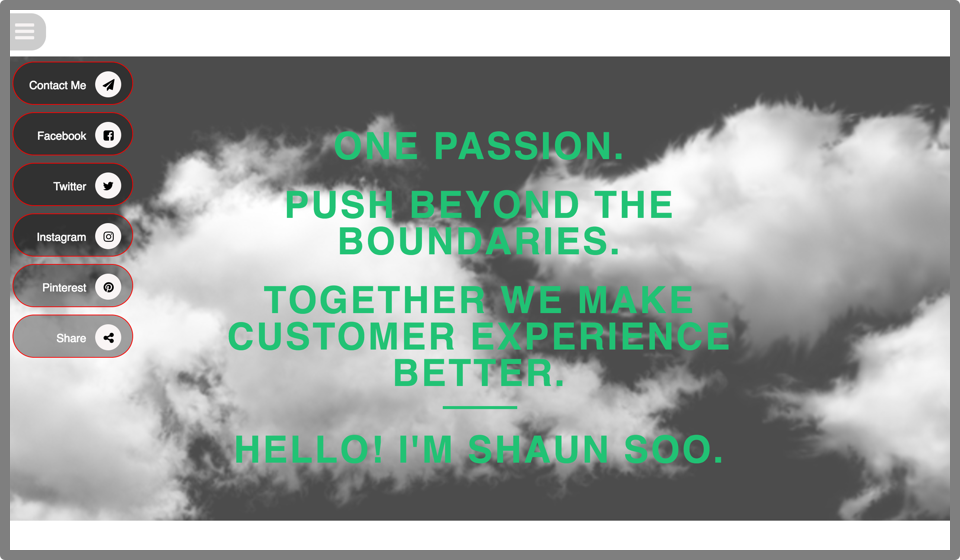 Contact Me
Facebook
Twitter
Instagram
Pinterest
Share
ONE PASSION.
PUSH BEYOND THE
BOUNDARIES.
TOGETHER WE MAKE
CUSTOMER EXPERIENCE
BETTER.
HELLO! I'M SHAUN SOO.